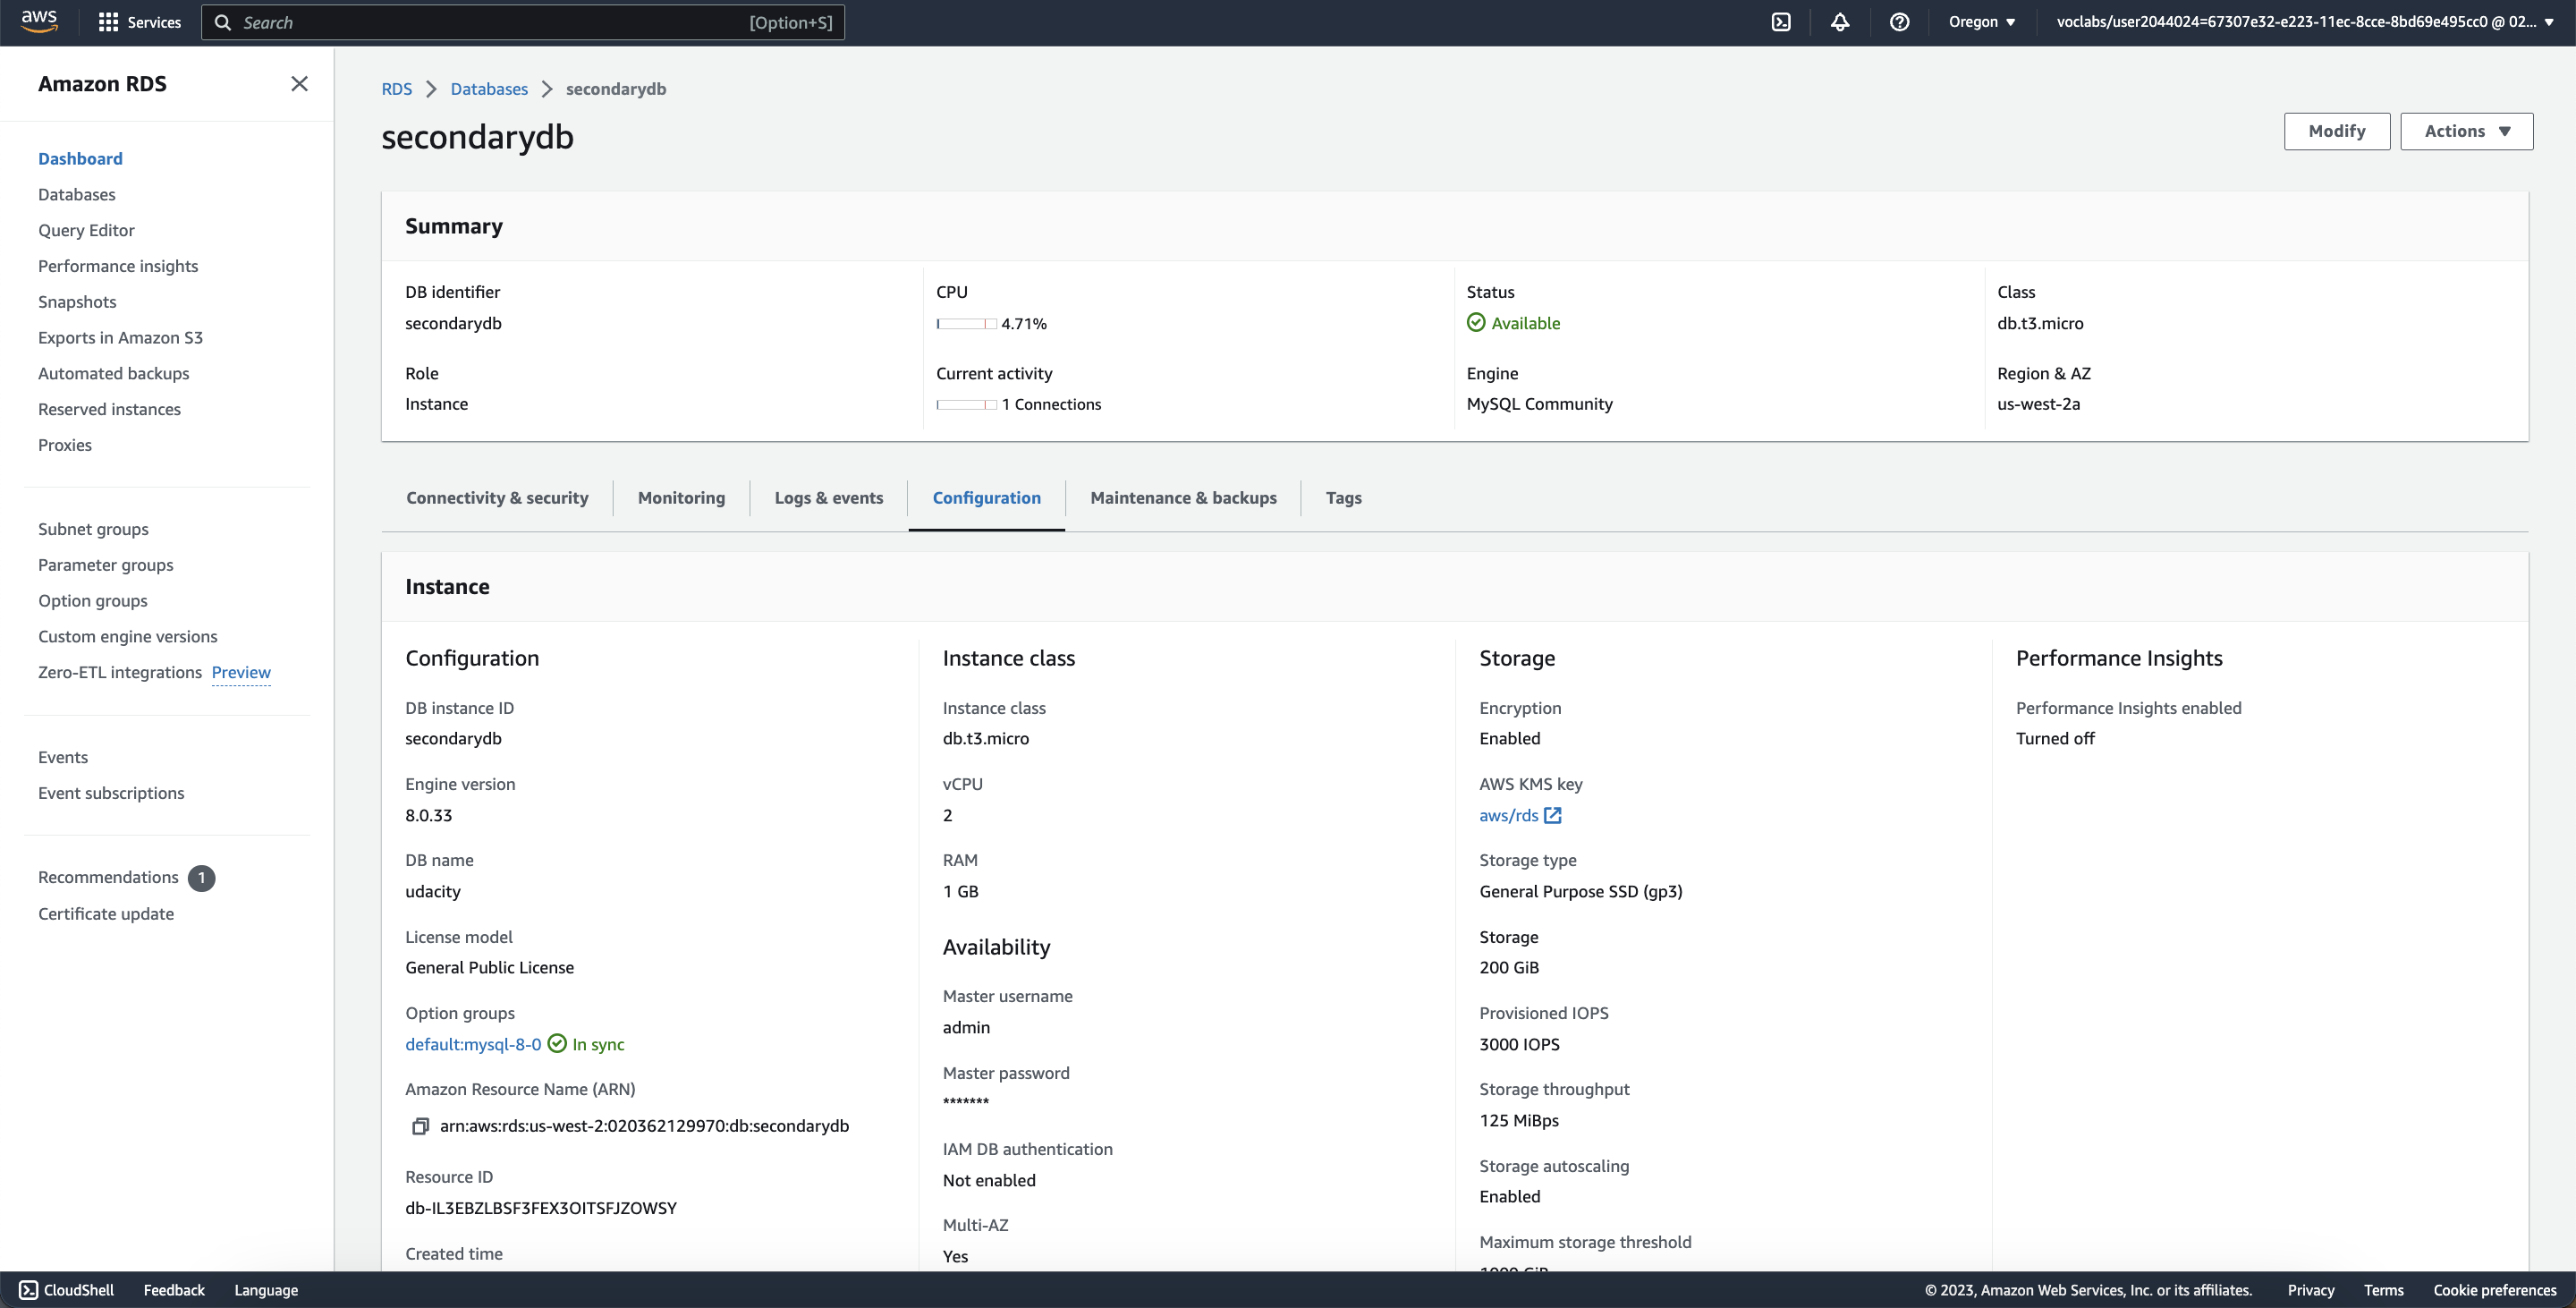 aws
Services
Search
[Option+S]
Oregon
voclabs/user2044024=67307e32-e223-11ec-8cce-8bd69e495cc0 @ 02...
Amazon RDS
Dashboard
Databases
Query Editor
Performance insights
Snapshots
Exports in Amazon S3
Automated backups
Reserved instances
Proxies
Subnet groups
Parameter groups
Option groups
Custom engine versions
Zero-ETL integrations Preview
Events
Event subscriptions
Recommendations 1
Certificate update
RDS > Databases > secondarydb
secondarydb
Modify
Actions
Summary
DB identifier
secondarydb
CPU
4.71%
Status
Available
Class
db.t3.micro
Role
Instance
Current activity
1 Connections
Engine
MySQL Community
Region & AZ
us-west-2a
Connectivity & security
Monitoring
Logs & events
Configuration
Maintenance & backups
Tags
Instance
Configuration
DB instance ID
secondarydb
Engine version
8.0.33
DB name
udacity
License model
General Public License
Option groups
default:mysql-8-0 In sync
Amazon Resource Name (ARN)
arn:aws:rds:us-west-2:020362129970:db:secondarydb
Resource ID
db-IL3EBZLBSF3FEX3OITSFJZOWSY
Created time
Instance class
Instance class
db.t3.micro
vCPU
2
RAM
1 GB
Availability
Master username
admin
Master password
*******
IAM DB authentication
Not enabled
Multi-AZ
Yes
Storage
Encryption
Enabled
AWS KMS key
aws/rds
Storage type
General Purpose SSD (gp3)
Storage
200 GiB
Provisioned IOPS
3000 IOPS
Storage throughput
125 MiBps
Storage autoscaling
Enabled
Maximum storage threshold
1000 GiB
Performance Insights
Performance Insights enabled
Turned off
CloudShell
Feedback
Language
© 2023, Amazon Web Services, Inc. or its affiliates.
Privacy
Terms
Cookie preferences